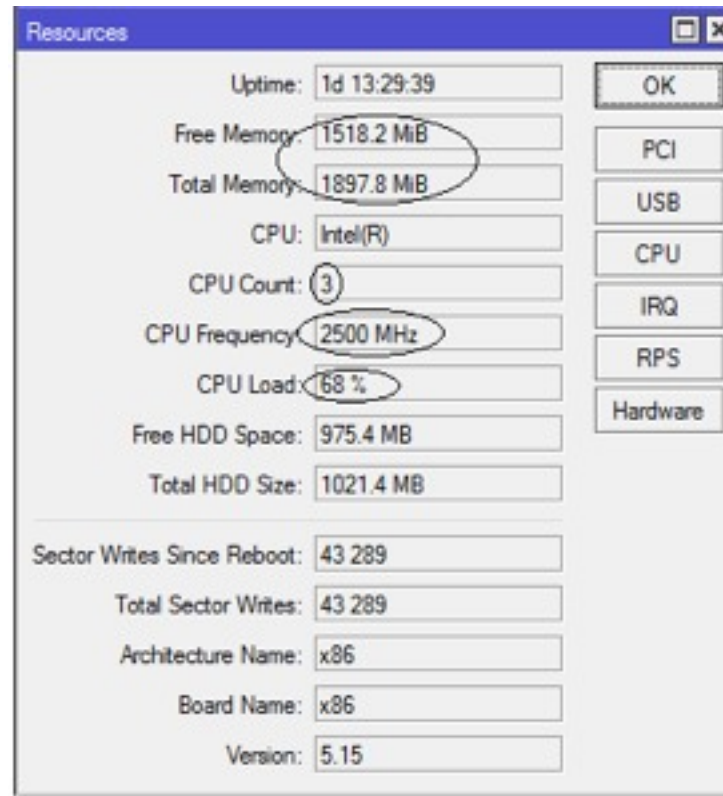 Resources
Uptime: 1d 13:29:39
OK
Free Memory: 1518.2 MiB
PCI
Total Memory: 1897.8 MiB
USB
CPU: Intel(R)
CPU
CPU Count: 3
IRQ
CPU Frequency: 2500 MHz
RPS
CPU Load: 68 %
Hardware
Free HDD Space: 975.4 MB
Total HDD Size: 1021.4 MB
Sector Writes Since Reboot: 43 289
Total Sector Writes: 43 289
Architecture Name: x86
Board Name: x86
Version: 5.15